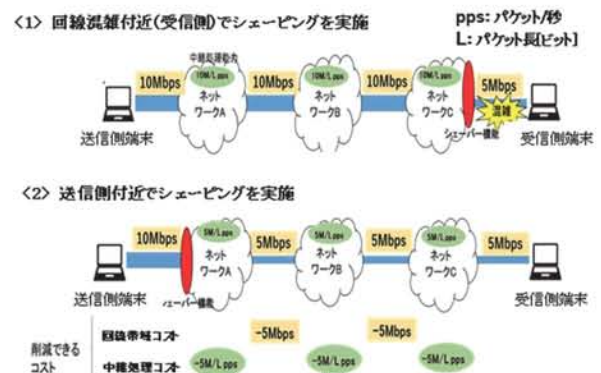 <1> 回線混雑付近(受信側)でシェーピングを実施
pps: パケット/秒
L: パケット長[ビット]
中継処理能力
10Mbps 10M/L pps 10Mbps 10M/L pps 10Mbps 10M/L pps 5Mbps
ネットワークA ネットワークB ネットワークC 混雑
送信側端末 シェーパー機能 受信側端末
<2> 送信側付近でシェーピングを実施
10Mbps 5M/L pps 5Mbps 5M/L pps 5Mbps 5M/L pps 5Mbps
ネットワークA ネットワークB ネットワークC
送信側端末 シェーパー機能 受信側端末
削減できるコスト
回線帯域コスト -5Mbps -5Mbps
中継処理コスト -5M/L pps -5M/L pps -5M/L pps